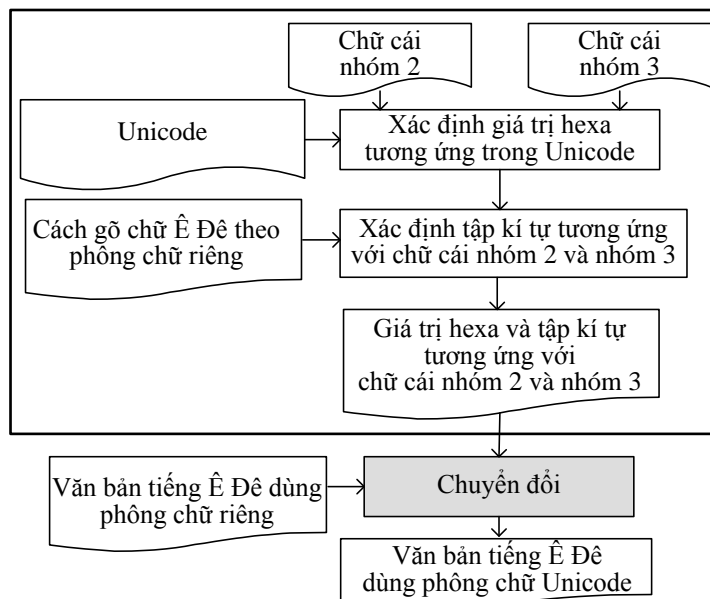 Chữ cái
nhóm 2
Chữ cái
nhóm 3
Unicode
Xác định giá trị hexa
tương ứng trong Unicode
Cách gõ chữ Ê Đê theo
phông chữ riêng
Xác định tập kí tự tương ứng
với chữ cái nhóm 2 và nhóm 3
Giá trị hexa và tập kí tự
tương ứng với
chữ cái nhóm 2 và nhóm 3
Văn bản tiếng Ê Đê dùng
phông chữ riêng
Chuyển đổi
Văn bản tiếng Ê Đê
dùng phông chữ Unicode